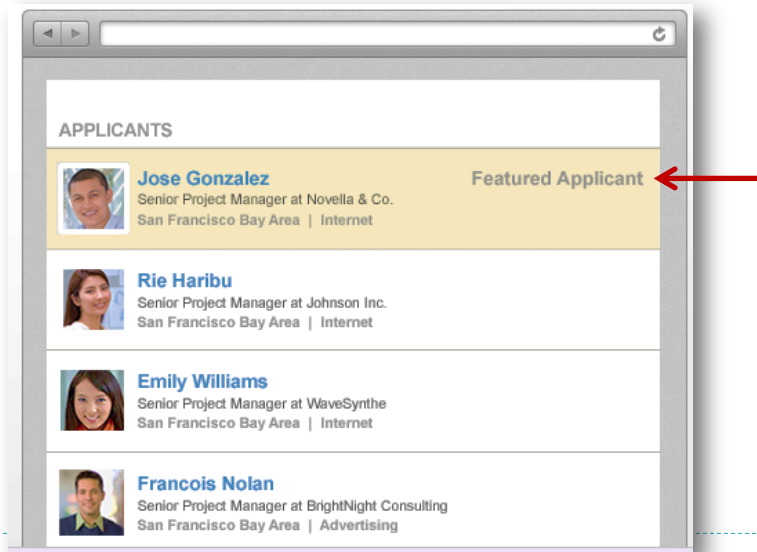 APPLICANTS
Jose Gonzalez
Featured Applicant
Senior Project Manager at Novella & Co.
San Francisco Bay Area | Internet
Rie Haribu
Senior Project Manager at Johnson Inc.
San Francisco Bay Area | Internet
Emily Williams
Senior Project Manager at WaveSynthe
San Francisco Bay Area | Internet
Francois Nolan
Senior Project Manager at BrightNight Consulting
San Francisco Bay Area | Advertising